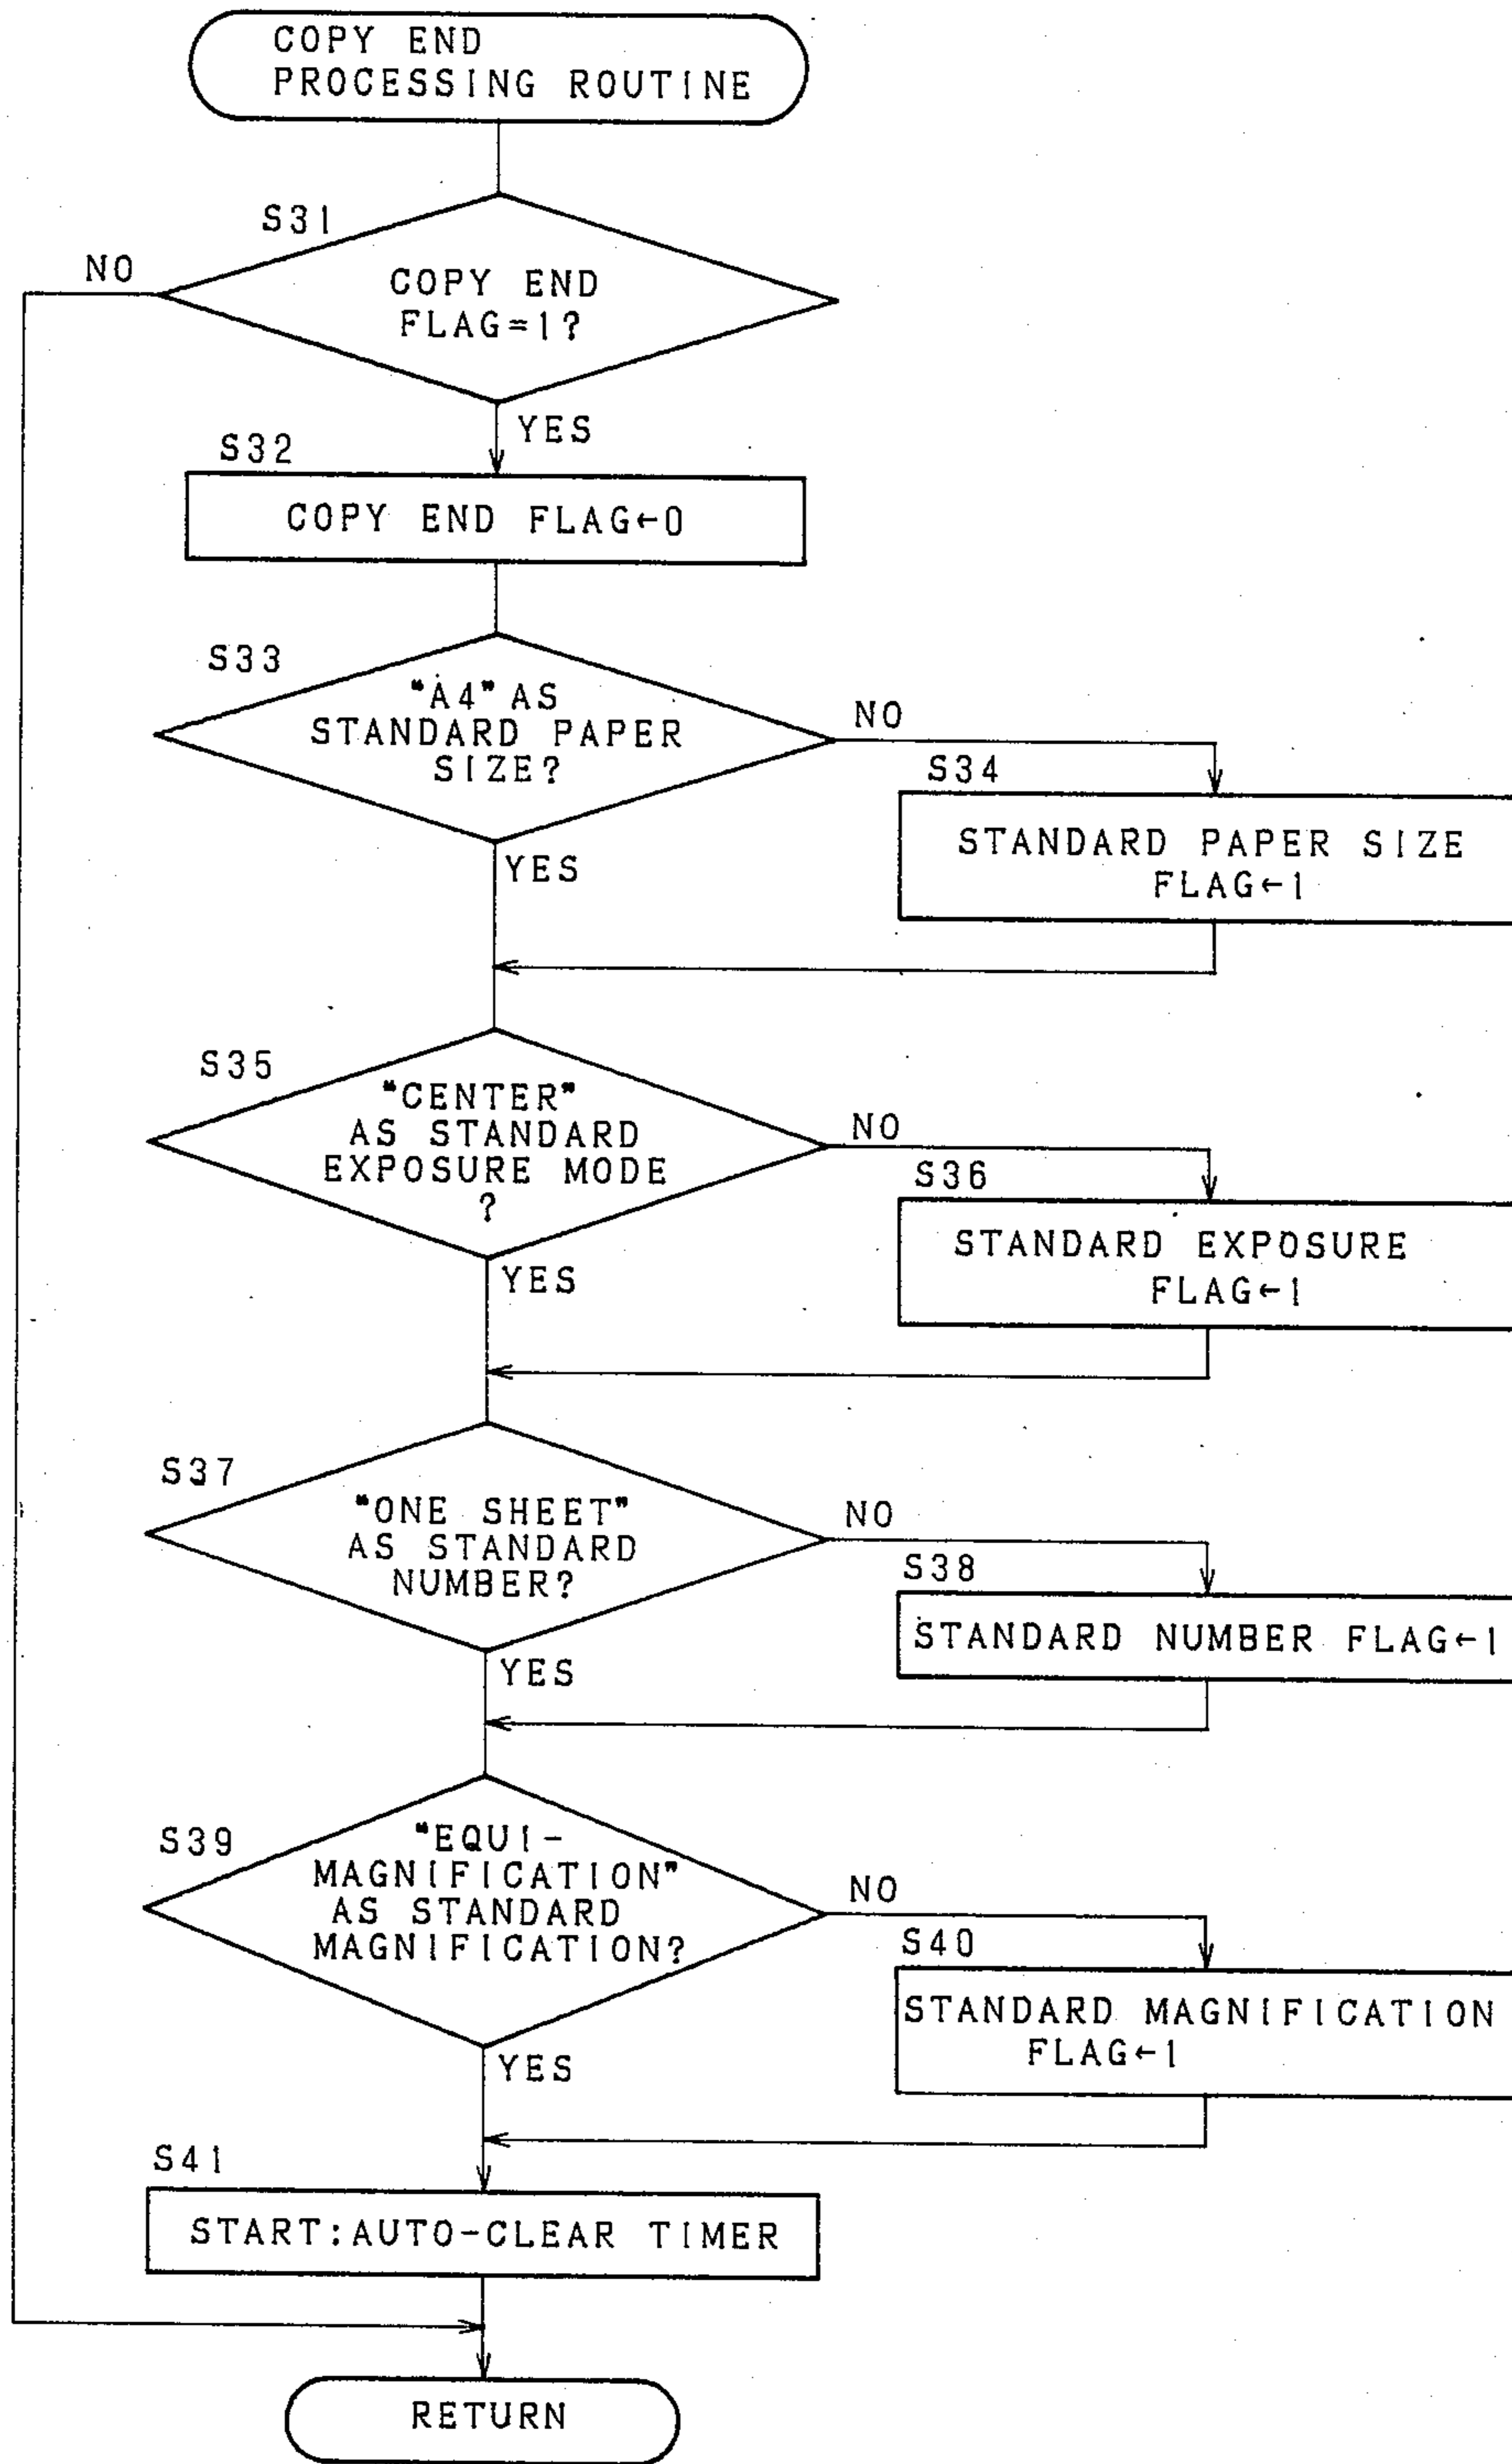 COPY END
PROCESSING ROUTINE
S31
NO
COPY END
FLAG=1?
YES
S32
COPY END FLAG←0
S33
"A4" AS
STANDARD PAPER
SIZE?
NO
S34
STANDARD PAPER SIZE
FLAG←1
YES
S35
"CENTER"
AS STANDARD
EXPOSURE MODE
?
NO
S36
STANDARD EXPOSURE
FLAG←1
YES
S37
"ONE SHEET"
AS STANDARD
NUMBER?
NO
S38
STANDARD NUMBER FLAG←1
YES
S39
"EQUI-
MAGNIFICATION"
AS STANDARD
MAGNIFICATION?
NO
S40
STANDARD MAGNIFICATION
FLAG←1
YES
S41
START:AUTO-CLEAR TIMER
RETURN